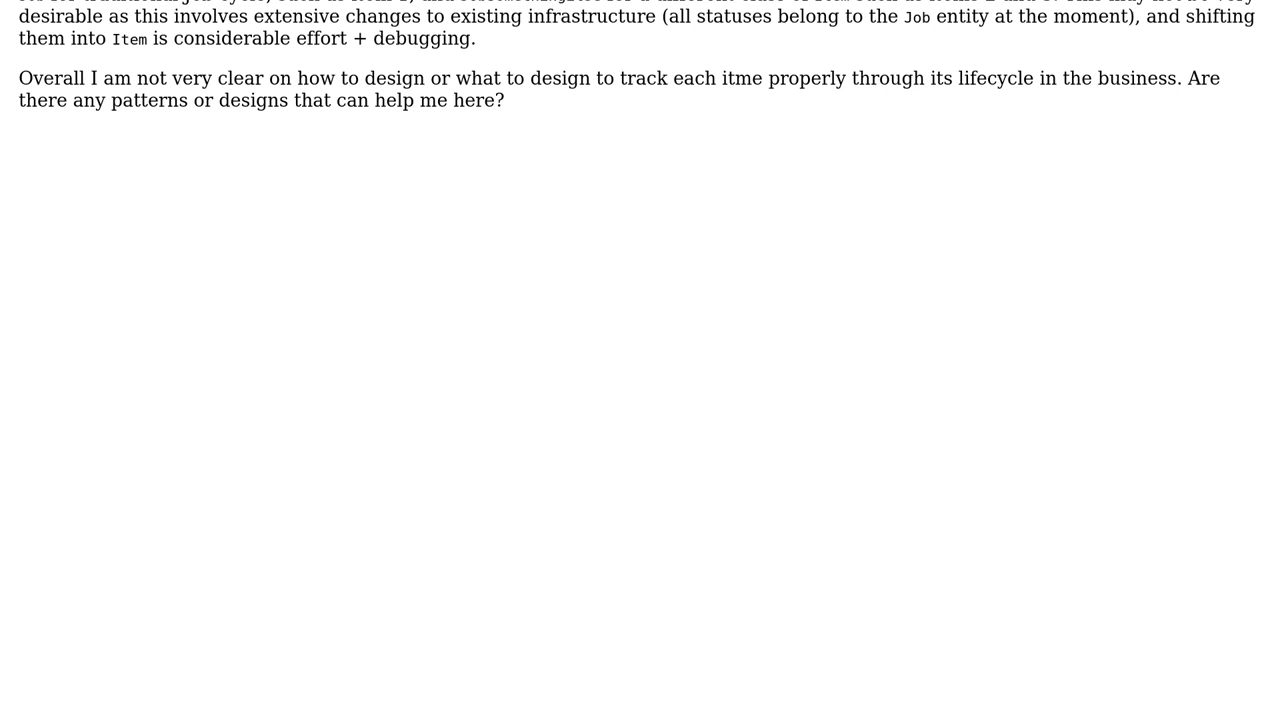 desirable as this involves extensive changes to existing infrastructure (all statuses belong to the Job entity at the moment), and shifting
them into Item is considerable effort + debugging.
Overall I am not very clear on how to design or what to design to track each itme properly through its lifecycle in the business. Are
there any patterns or designs that can help me here?